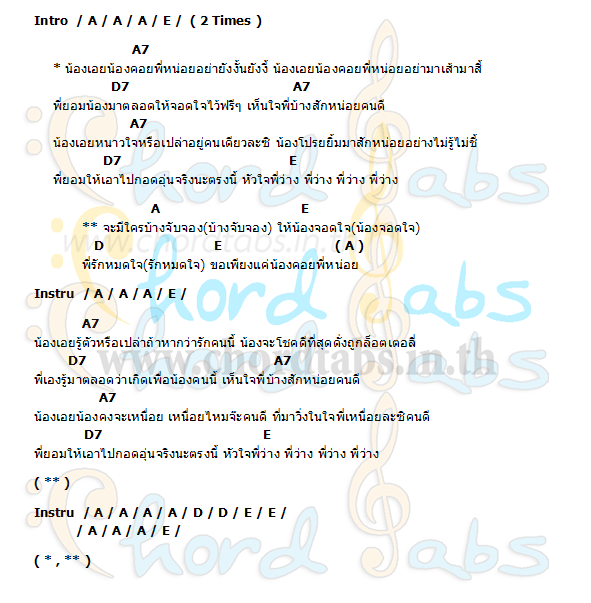 Intro / A / A / A / E / ( 2 Times )
A7
* น้องเอยน้องคอยพี่หน่อยอย่ายังงั้นยังงี้ น้องเอยน้องคอยพี่หน่อยอย่ามาเส้ามาสี้
D7 A7
พี่ยอมน้องมาตลอดให้จอดใจไว้ฟรีๆ เห็นใจพี่บ้างสักหน่อยคนดี
A7
น้องเอยหนาวใจหรือเปล่าอยู่คนเดียวละซิ น้องโปรยยิ้มมาสักหน่อยอย่างไม่รู้ไม่ชี้
D7 E
พี่ยอมให้เอาไปกอดอุ่นจริงนะตรงนี้ หัวใจพี่ว่าง พี่ว่าง พี่ว่าง พี่ว่าง
A E
** จะมีใครบ้างจับจอง(บ้างจับจอง) ให้น้องจอดใจ(น้องจอดใจ)
D E ( A )
พี่รักหมดใจ(รักหมดใจ) ขอเพียงแค่น้องคอยพี่หน่อย
Instru / A / A / A / E /
A7
น้องเอยรู้ตัวหรือเปล่าถ้าหากว่ารักคนนี้ น้องจะโชคดีที่สุดดั่งถูกล็อตเตอลี่
D7 A7
พี่เองรู้มาตลอดว่าเกิดเพื่อน้องคนนี้ เห็นใจพี่บ้างสักหน่อยคนดี
A7
น้องเอยน้องคงจะเหนื่อย เหนื่อยไหมจ๊ะคนดี ที่มาวิ่งในใจพี่เหนื่อยละซิคนดี
D7 E
พี่ยอมให้เอาไปกอดอุ่นจริงนะตรงนี้ หัวใจพี่ว่าง พี่ว่าง พี่ว่าง พี่ว่าง
( ** )
Instru / A / A / A / A / D / D / E / E /
/ A / A / A / E /
( * , ** )
Chord Tabs
www.chordtabs.in.th
Chord Tabs
www.chordtabs.in.th
Chord Tabs